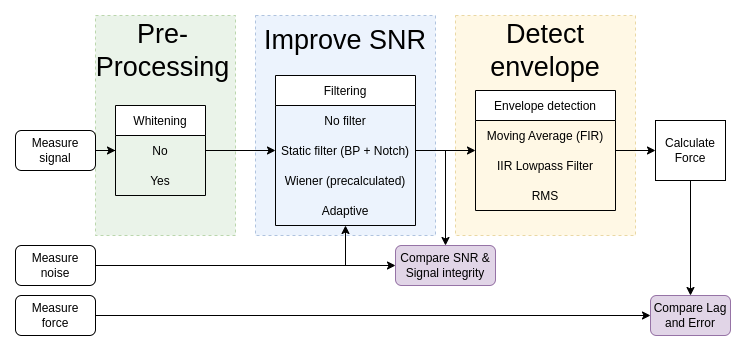 Pre-
Processing
Improve SNR
Detect
envelope
Measure
signal
Whitening
No
Yes
Filtering
No filter
Static filter (BP + Notch)
Wiener (precalculated)
Adaptive
Envelope detection
Moving Average (FIR)
IIR Lowpass Filter
RMS
Calculate
Force
Measure
noise
Compare SNR &
Signal integrity
Measure
force
Compare Lag
and Error